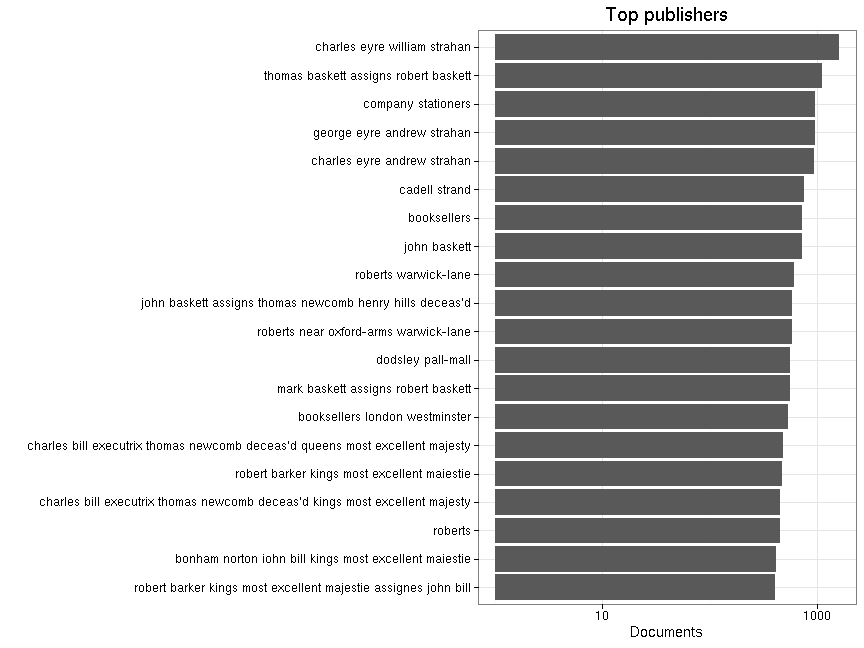 Top publishers
charles eyre william strahan
thomas baskett assigns robert baskett
company stationers
george eyre andrew strahan
charles eyre andrew strahan
cadell strand
booksellers
john baskett
roberts warwick-lane
john baskett assigns thomas newcomb henry hills deceas'd
roberts near oxford-arms warwick-lane
dodsley pall-mall
mark baskett assigns robert baskett
booksellers london westminster
charles bill executrix thomas newcomb deceas'd queens most excellent majesty
robert barker kings most excellent maiestie
charles bill executrix thomas newcomb deceas'd kings most excellent majesty
roberts
bonham norton iohn bill kings most excellent maiestie
robert barker kings most excellent majestie assignes john bill
10 1000
Documents